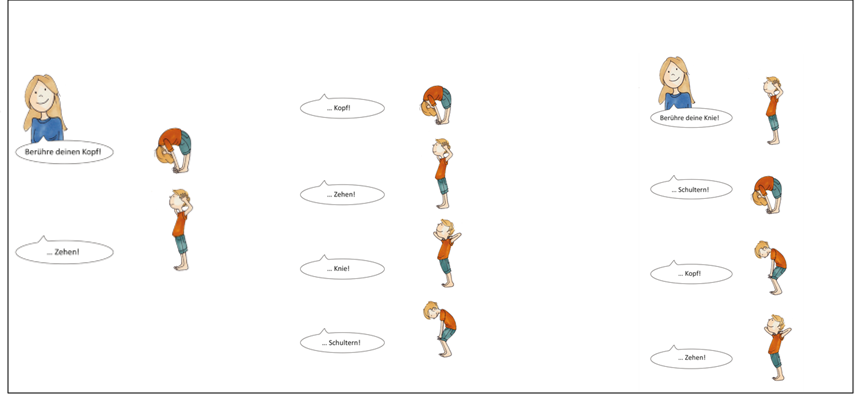 Berühre deinen Kopf!
... Zehen!
... Kopf!
... Zehen!
... Knie!
... Schultern!
Berühre deine Knie!
... Schultern!
... Kopf!
... Zehen!